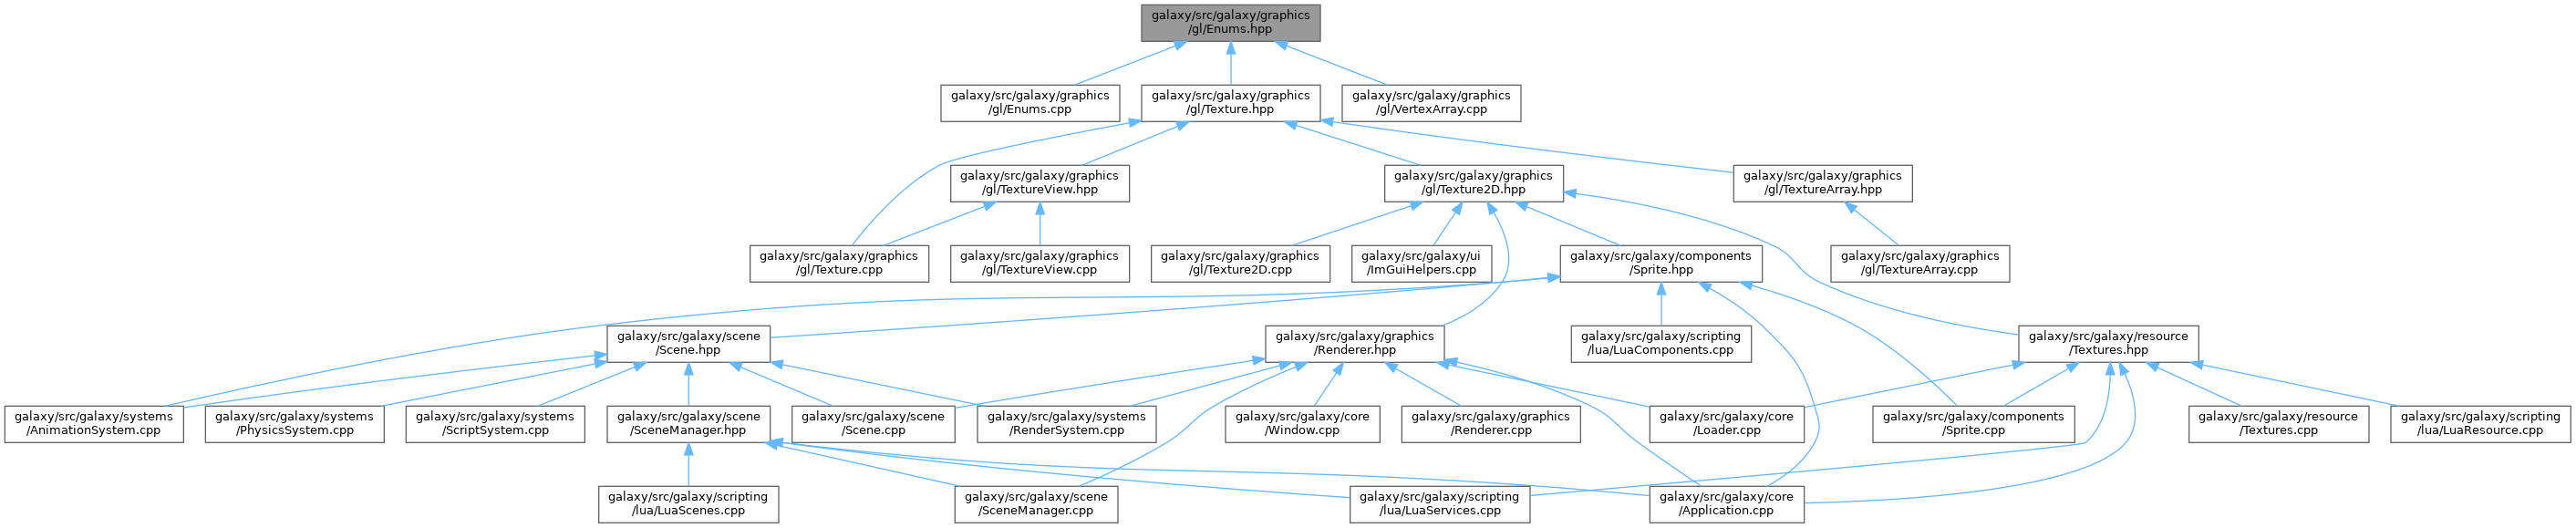 galaxy/src/galaxy/graphics
/gl/Enums.hpp
galaxy/src/galaxy/graphics
/gl/Enums.cpp
galaxy/src/galaxy/graphics
/gl/Texture.hpp
galaxy/src/galaxy/graphics
/gl/VertexArray.cpp
galaxy/src/galaxy/graphics
/gl/TextureView.hpp
galaxy/src/galaxy/graphics
/gl/Texture2D.hpp
galaxy/src/galaxy/graphics
/gl/TextureArray.hpp
galaxy/src/galaxy/graphics
/gl/Texture.cpp
galaxy/src/galaxy/graphics
/gl/TextureView.cpp
galaxy/src/galaxy/graphics
/gl/Texture2D.cpp
galaxy/src/galaxy/ui
/ImGuiHelpers.cpp
galaxy/src/galaxy/components
/Sprite.hpp
galaxy/src/galaxy/graphics
/gl/TextureArray.cpp
galaxy/src/galaxy/scene
/Scene.hpp
galaxy/src/galaxy/graphics
/Renderer.hpp
galaxy/src/galaxy/scripting
/lua/LuaComponents.cpp
galaxy/src/galaxy/resource
/Textures.hpp
galaxy/src/galaxy/systems
/AnimationSystem.cpp
galaxy/src/galaxy/systems
/PhysicsSystem.cpp
galaxy/src/galaxy/systems
/ScriptSystem.cpp
galaxy/src/galaxy/scene
/SceneManager.hpp
galaxy/src/galaxy/scene
/Scene.cpp
galaxy/src/galaxy/systems
/RenderSystem.cpp
galaxy/src/galaxy/core
/Window.cpp
galaxy/src/galaxy/graphics
/Renderer.cpp
galaxy/src/galaxy/core
/Loader.cpp
galaxy/src/galaxy/components
/Sprite.cpp
galaxy/src/galaxy/resource
/Textures.cpp
galaxy/src/galaxy/scripting
/lua/LuaResource.cpp
galaxy/src/galaxy/scripting
/lua/LuaScenes.cpp
galaxy/src/galaxy/scene
/SceneManager.cpp
galaxy/src/galaxy/scripting
/lua/LuaServices.cpp
galaxy/src/galaxy/core
/Application.cpp